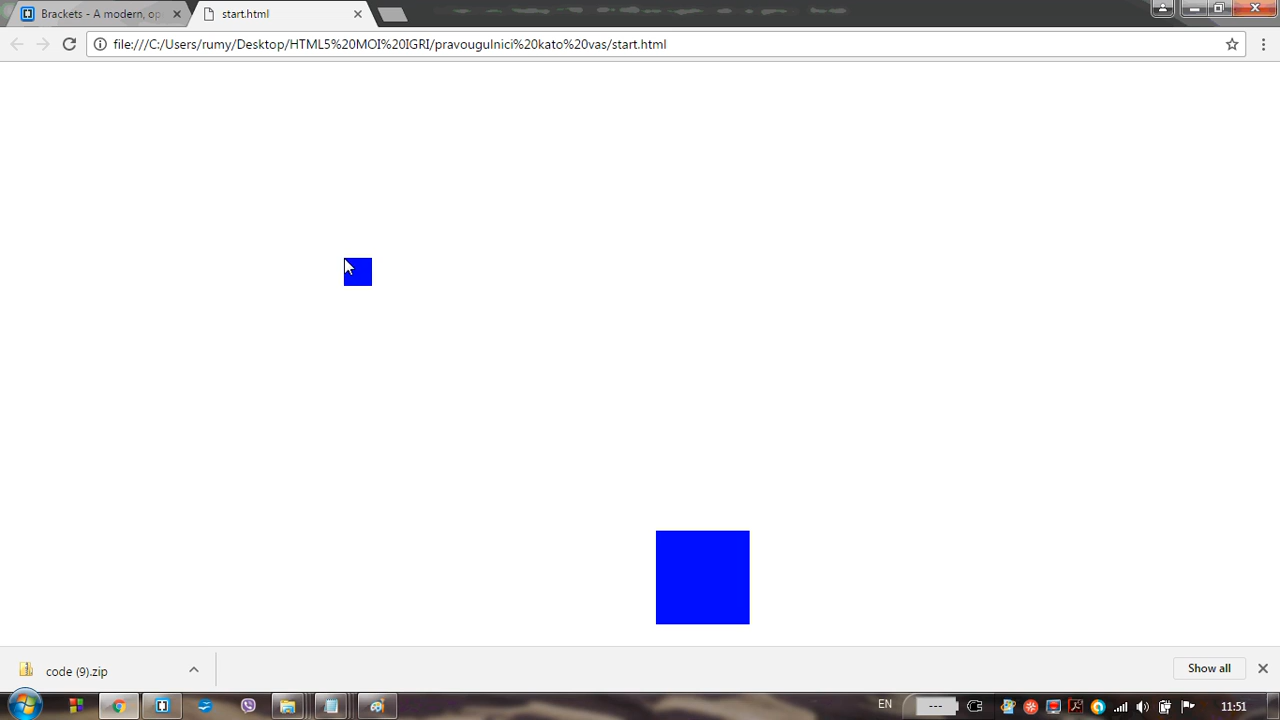 Brackets - A modern, op
start.html
file:///C:/Users/rumy/Desktop/HTML5%20MOI%20IGRI/pravougulnici%20kato%20vas/start.html
code (9).zip
Show all
EN
---
11:51